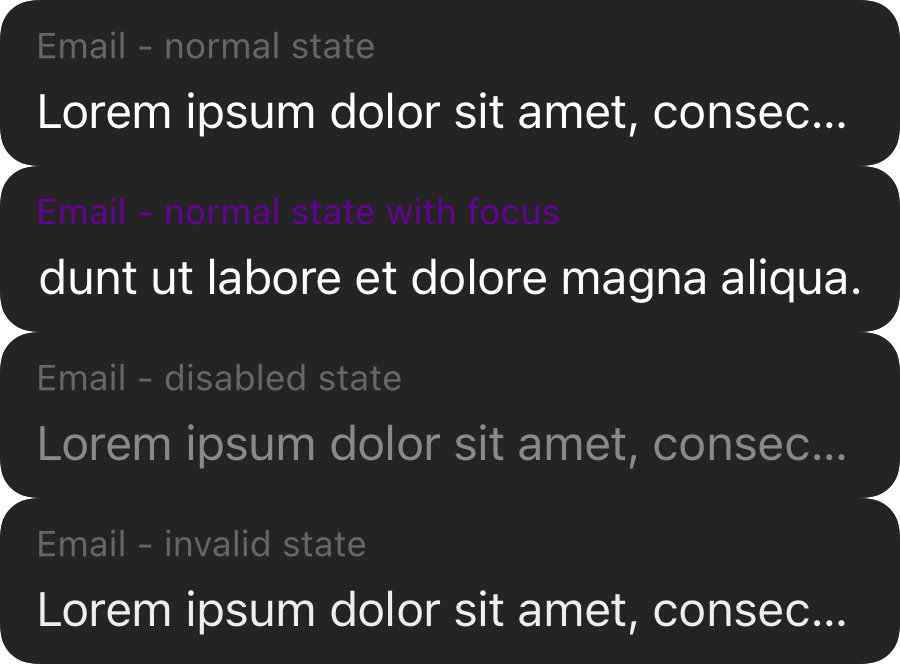 Email - normal state
Lorem ipsum dolor sit amet, consec...
Email - normal state with focus
dunt ut labore et dolore magna aliqua.
Email - disabled state
Lorem ipsum dolor sit amet, consec...
Email - invalid state
Lorem ipsum dolor sit amet, consec...